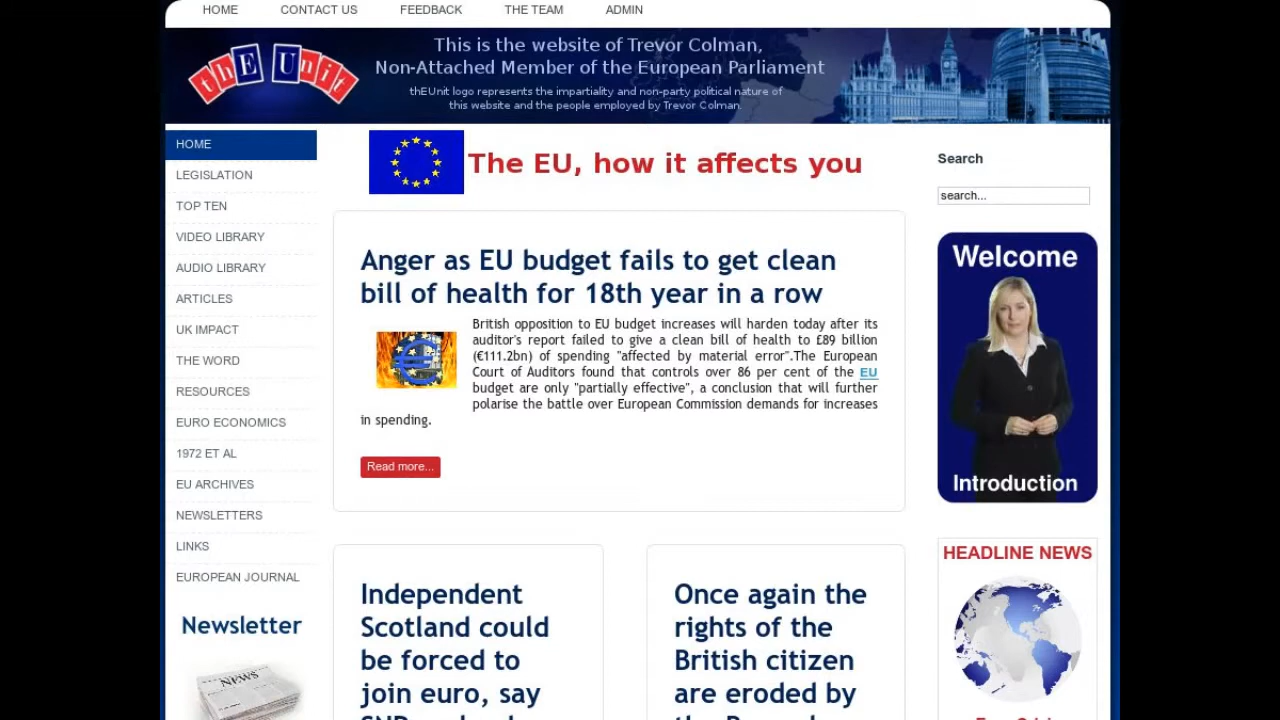 HOME CONTACT US FEEDBACK THE TEAM ADMIN
thEUnit
This is the website of Trevor Colman,
Non-Attached Member of the European Parliament
thEUnit logo represents the impartiality and non-party political nature of
this website and the people employed by Trevor Colman.
HOME
LEGISLATION
TOP TEN
VIDEO LIBRARY
AUDIO LIBRARY
ARTICLES
UK IMPACT
THE WORD
RESOURCES
EURO ECONOMICS
1972 ET AL
EU ARCHIVES
NEWSLETTERS
LINKS
EUROPEAN JOURNAL
Newsletter
NEWS
The EU, how it affects you
Anger as EU budget fails to get clean
bill of health for 18th year in a row
British opposition to EU budget increases will harden today after its
auditor's report failed to give a clean bill of health to £89 billion
(€111.2bn) of spending "affected by material error".The European
Court of Auditors found that controls over 86 per cent of the EU
budget are only "partially effective", a conclusion that will further
polarise the battle over European Commission demands for increases
in spending.
Read more...
Independent
Scotland could
be forced to
join euro, say
Once again the
rights of the
British citizen
are eroded by
Search
search...
Welcome
Introduction
HEADLINE NEWS